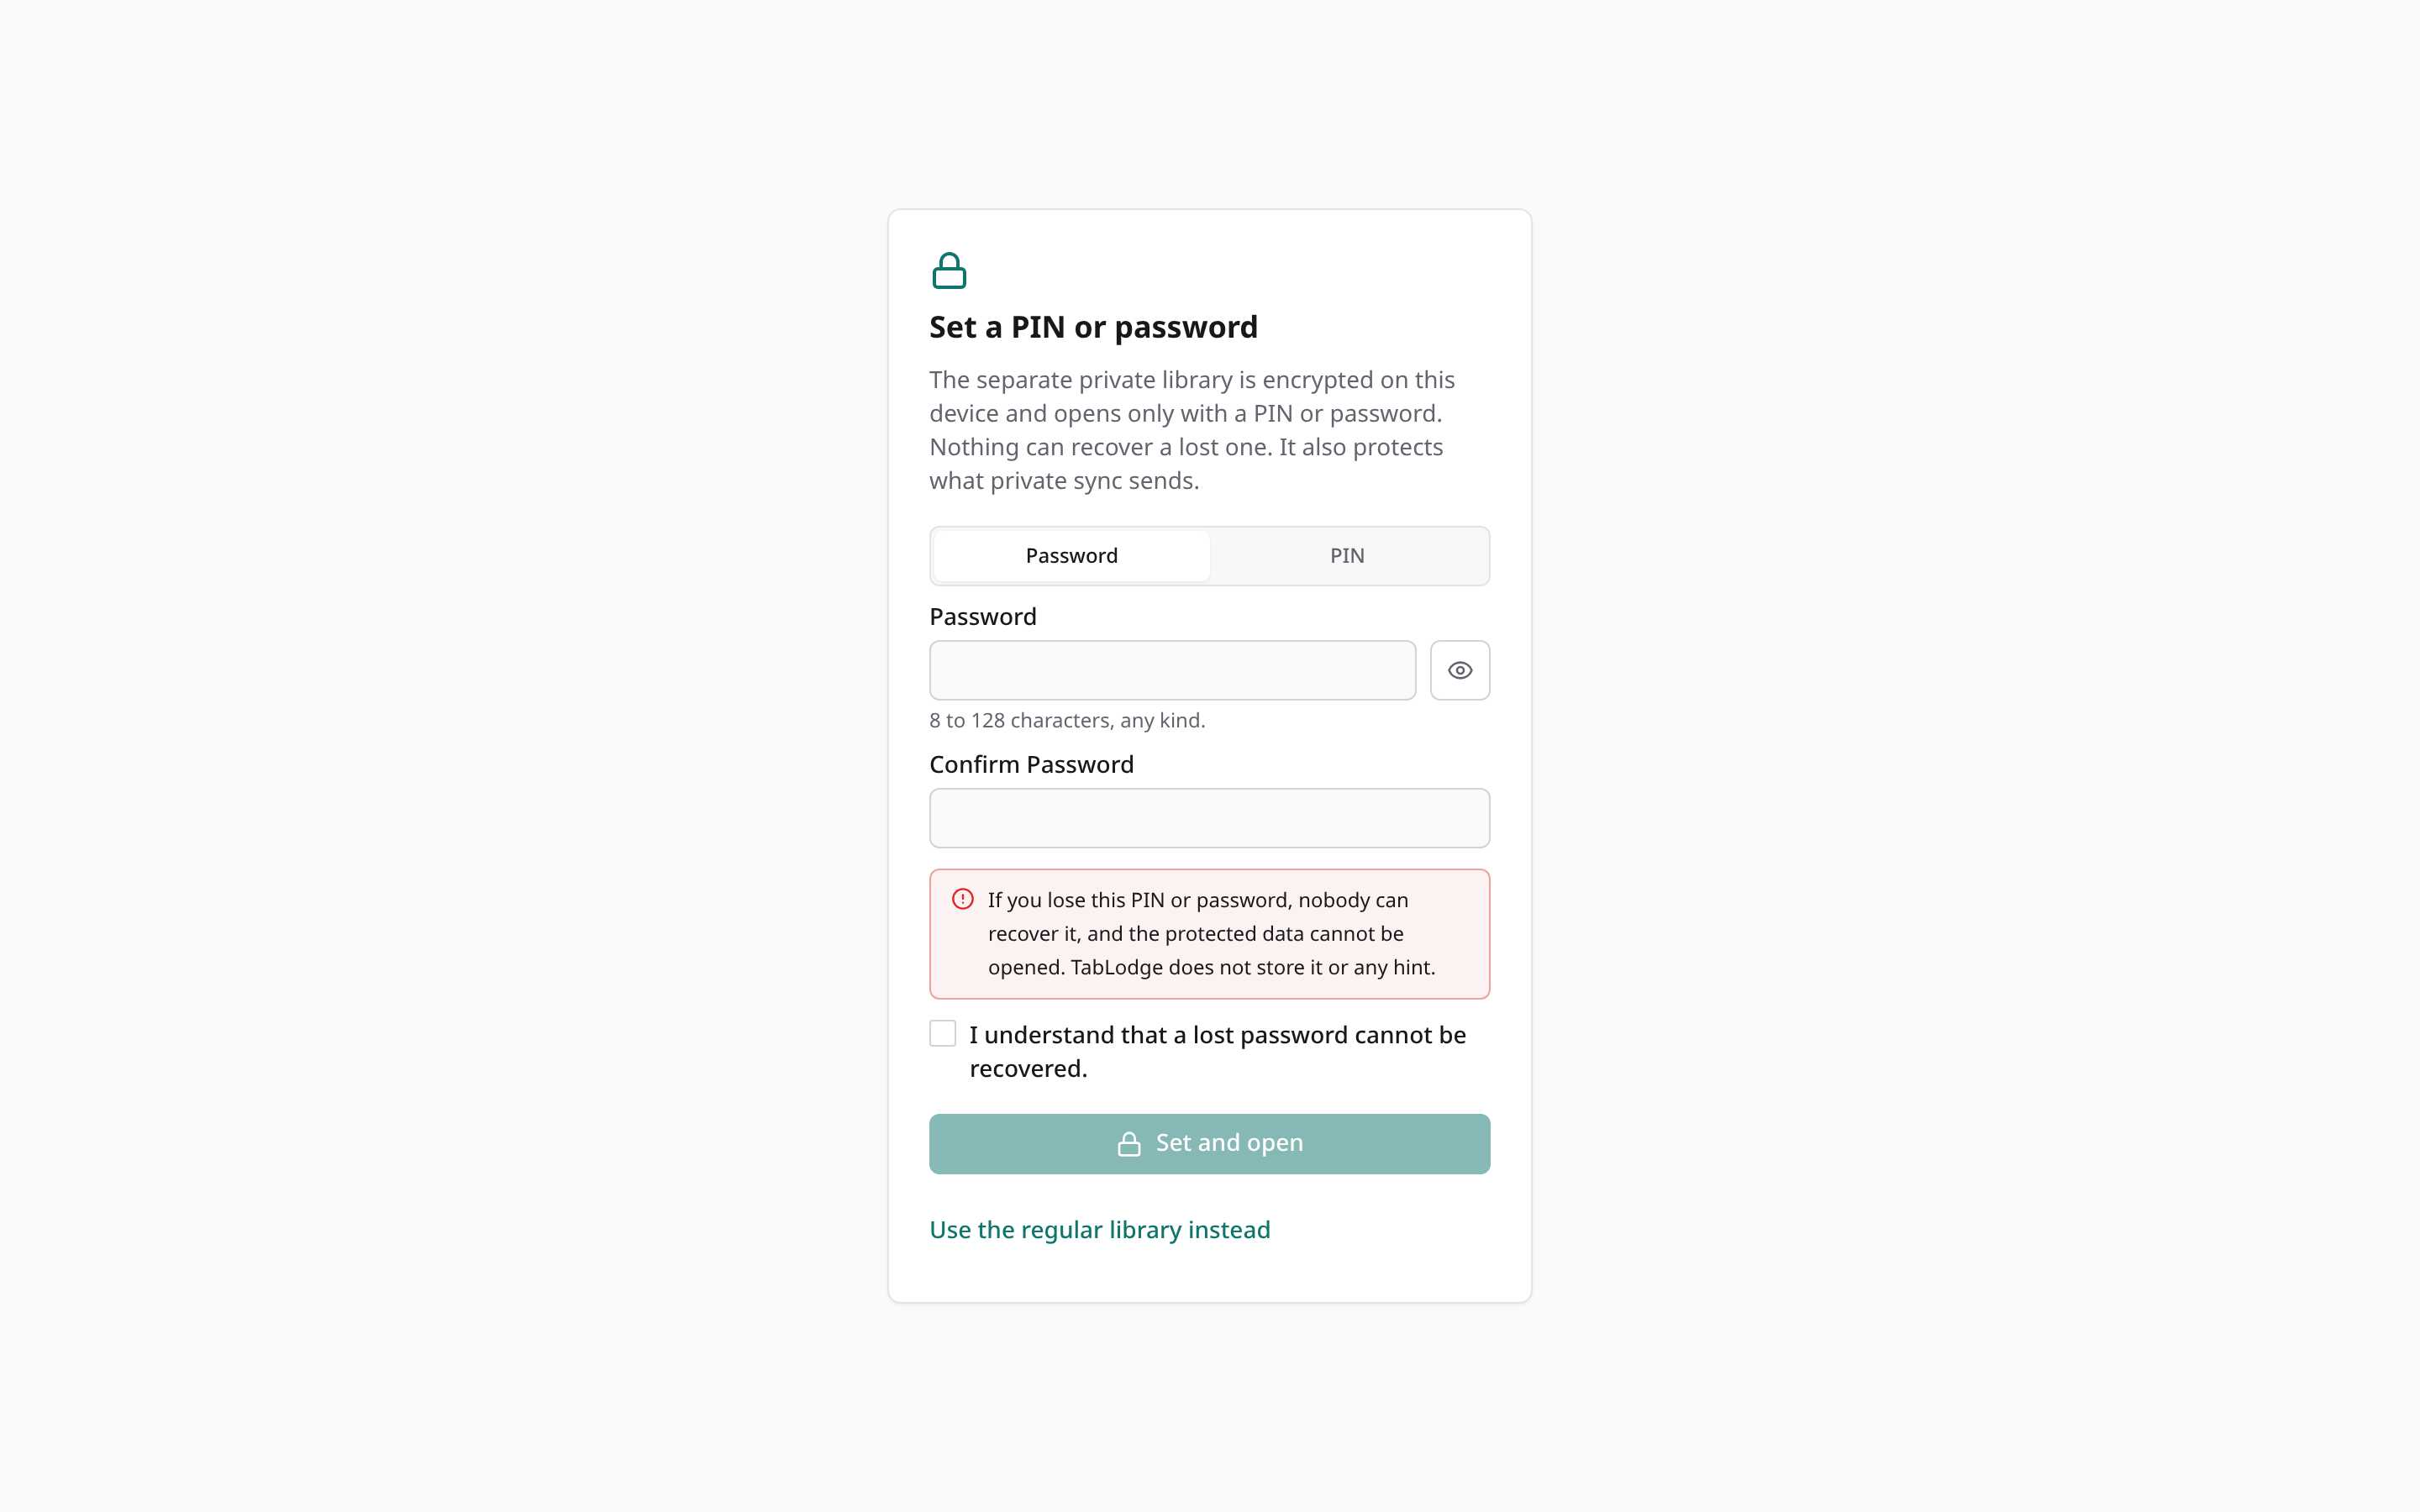 Set a PIN or password
The separate private library is encrypted on this
device and opens only with a PIN or password.
Nothing can recover a lost one. It also protects
what private sync sends.
Password PIN
Password
8 to 128 characters, any kind.
Confirm Password
If you lose this PIN or password, nobody can
recover it, and the protected data cannot be
opened. TabLodge does not store it or any hint.
I understand that a lost password cannot be
recovered.
Set and open
Use the regular library instead